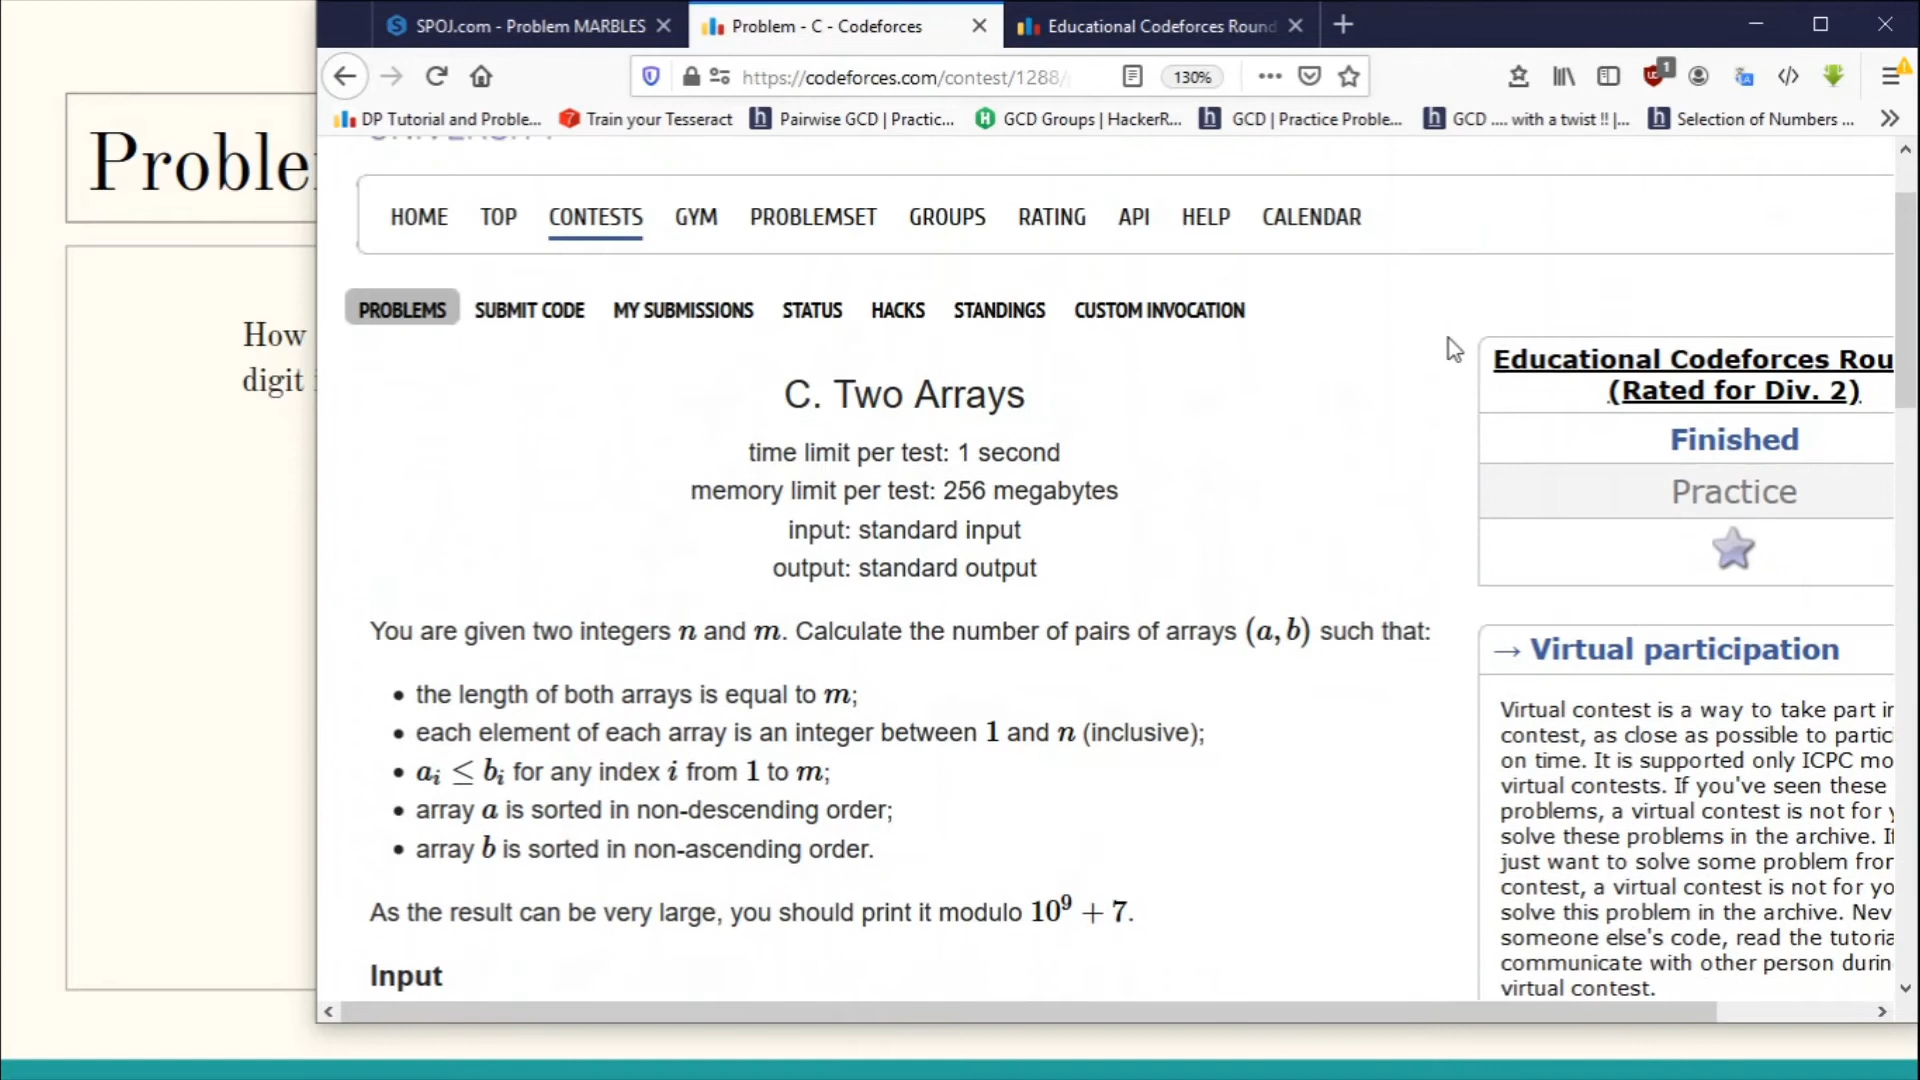 SPOJ.com - Problem MARBLES
Problem - C - Codeforces
Educational Codeforces Round
https://codeforces.com/contest/1288/
130%
1
DP Tutorial and Proble...
Train your Tesseract
Pairwise GCD | Practic...
GCD Groups | HackerR...
GCD | Practice Proble...
GCD .... with a twist !! |...
Selection of Numbers ...
Proble
How
digit
HOME TOP CONTESTS GYM PROBLEMSET GROUPS RATING API HELP CALENDAR
PROBLEMS SUBMIT CODE MY SUBMISSIONS STATUS HACKS STANDINGS CUSTOM INVOCATION
C. Two Arrays
time limit per test: 1 second
memory limit per test: 256 megabytes
input: standard input
output: standard output
You are given two integers n and m. Calculate the number of pairs of arrays (a, b) such that:
• the length of both arrays is equal to m;
• each element of each array is an integer between 1 and n (inclusive);
• aᵢ ≤ bᵢ for any index i from 1 to m;
• array a is sorted in non-descending order;
• array b is sorted in non-ascending order.
As the result can be very large, you should print it modulo 10⁹ + 7.
Input
Educational Codeforces Rou
(Rated for Div. 2)
Finished
Practice
→ Virtual participation
Virtual contest is a way to take part in
contest, as close as possible to partic
on time. It is supported only ICPC mo
virtual contests. If you've seen these
problems, a virtual contest is not for y
solve these problems in the archive. If
just want to solve some problem fror
contest, a virtual contest is not for yo
solve this problem in the archive. Nev
someone else's code, read the tutoria
communicate with other person durin
virtual contest.